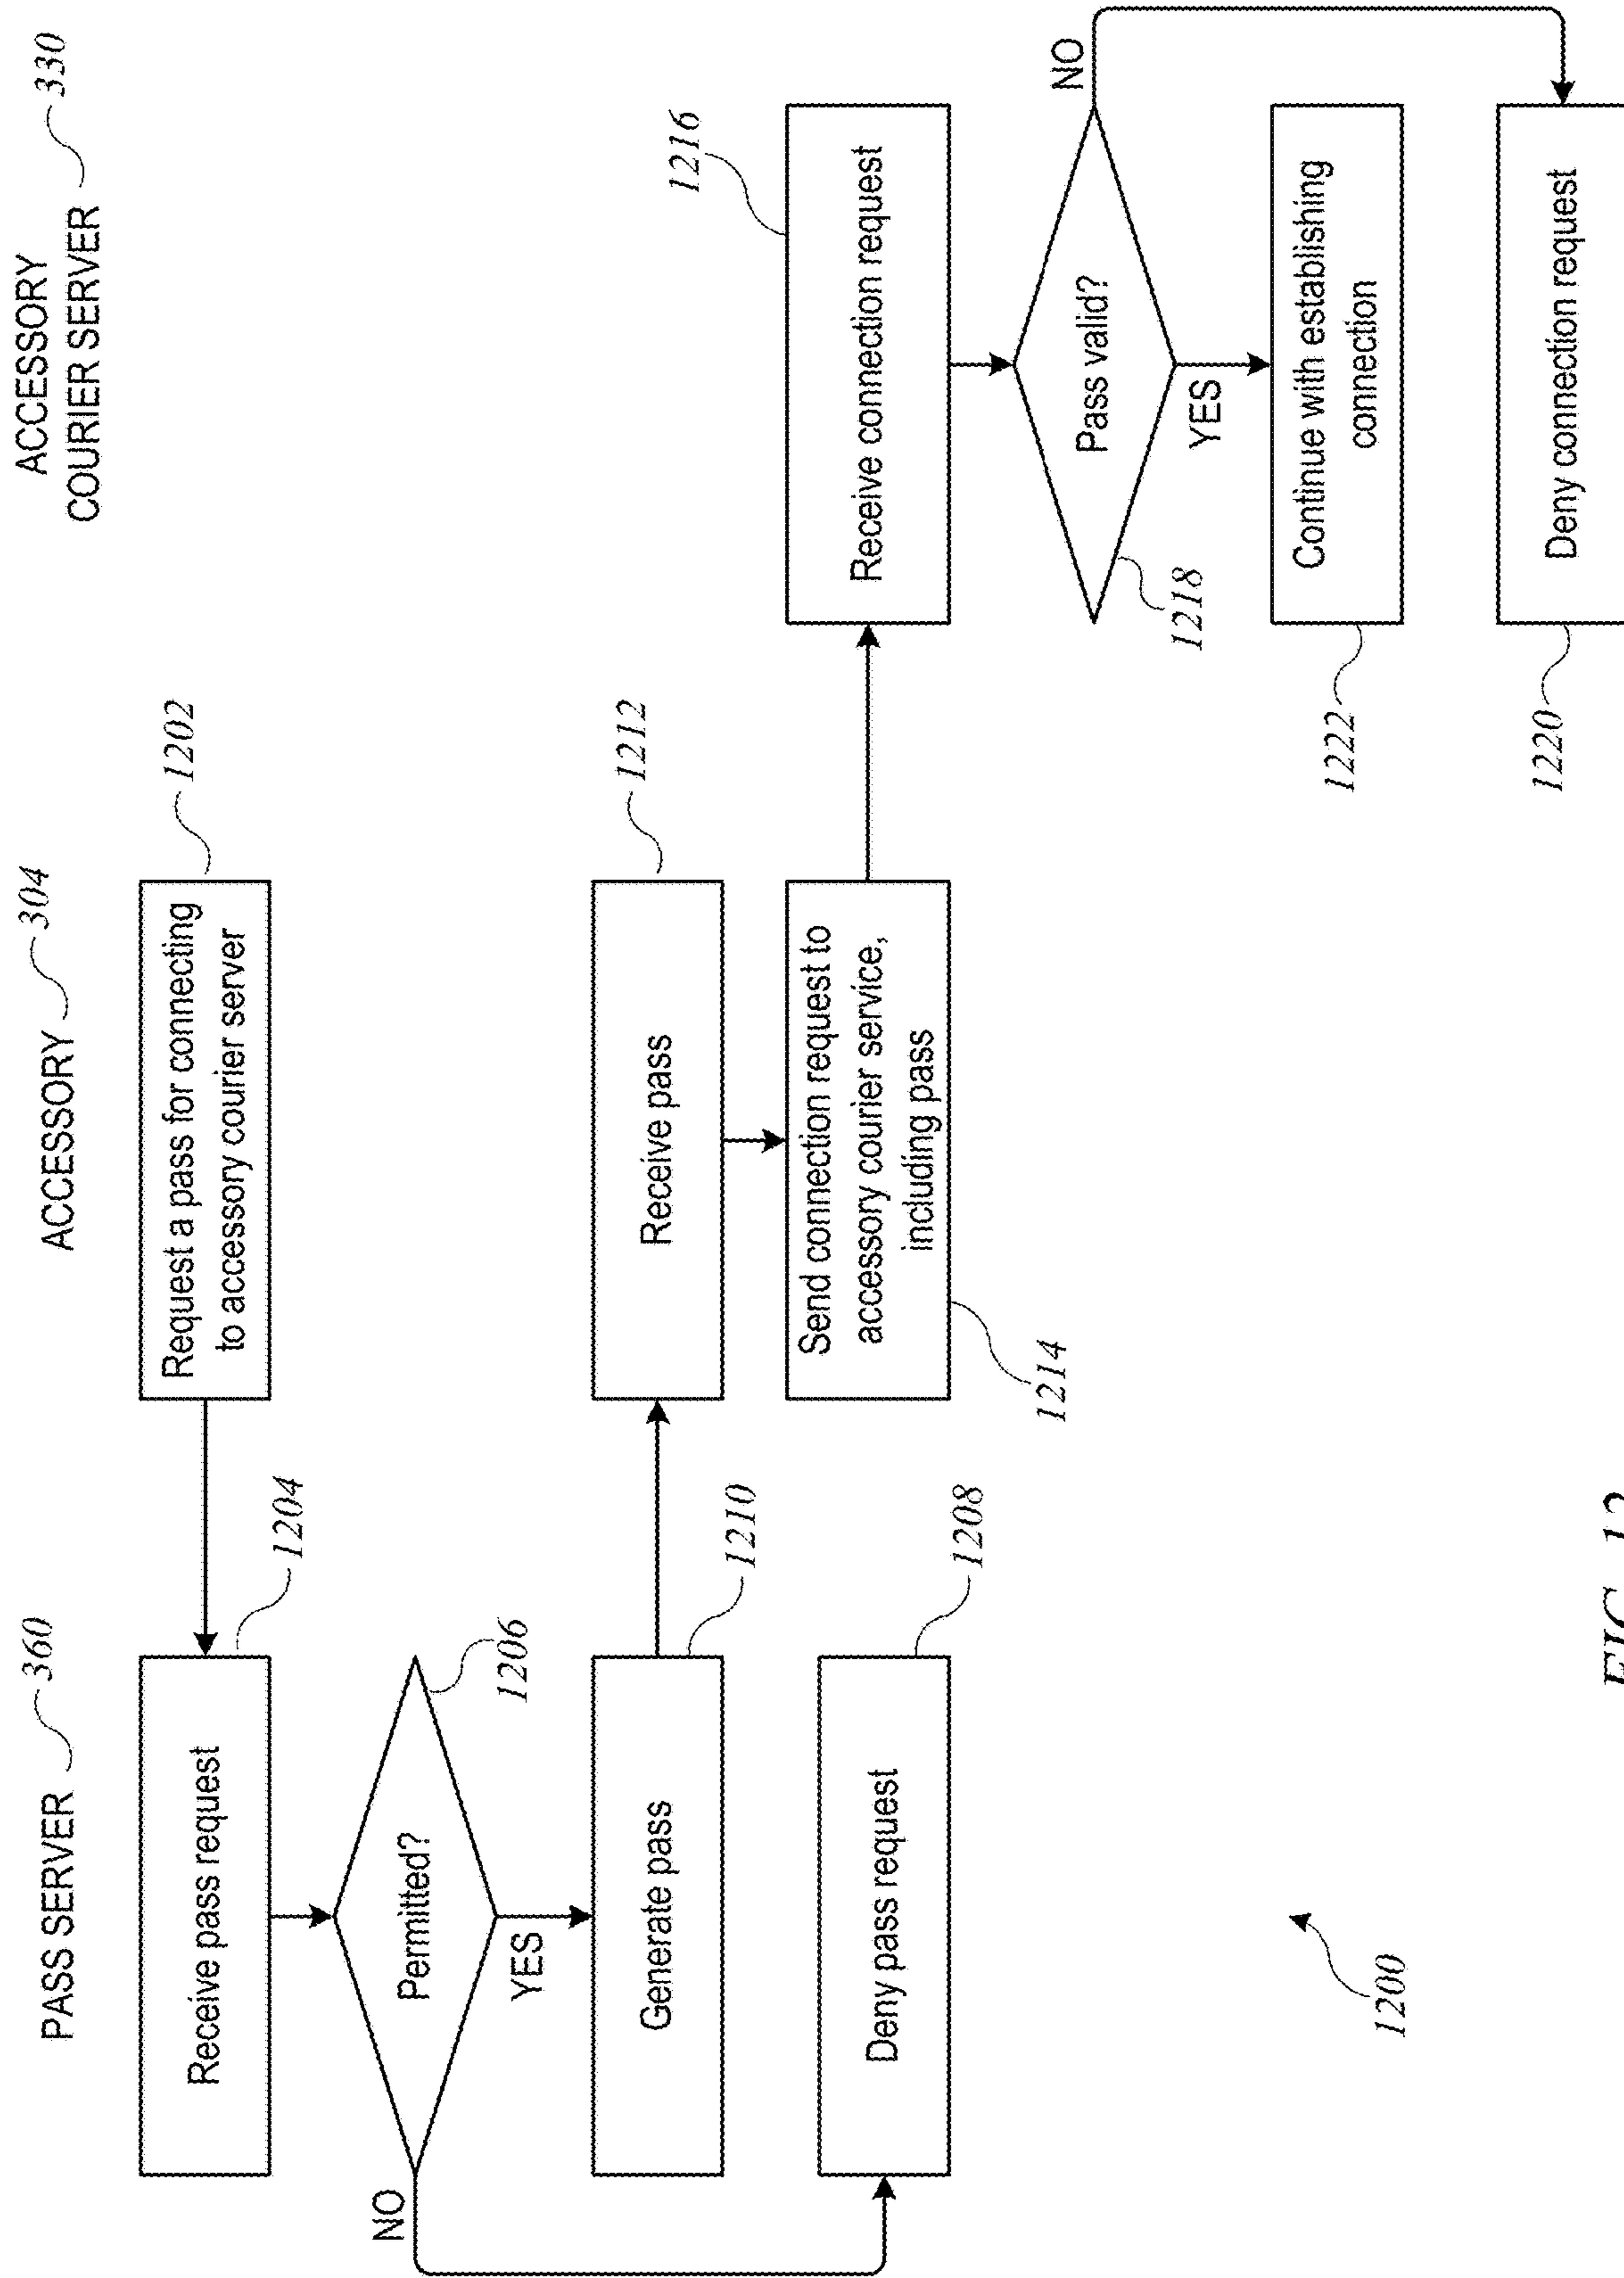 PASS SERVER 360
ACCESSORY 304
ACCESSORY
COURIER SERVER 330
Request a pass for connecting
to accessory courier server
1202
Receive pass request
1204
Permitted?
1206
NO
YES
Generate pass
1210
Receive pass
1212
Deny pass request
1208
Send connection request to
accessory courier service,
including pass
1214
Receive connection request
1216
Pass valid?
1218
NO
YES
Continue with establishing
connection
1222
Deny connection request
1220
1200
FIG. 12